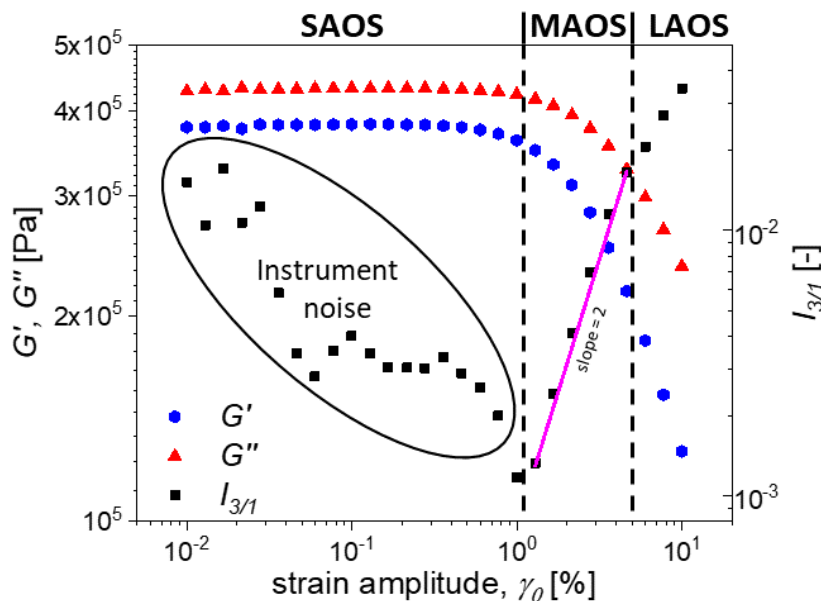 SAOS MAOS LAOS
5x10⁵
4x10⁵
3x10⁵
2x10⁵
10⁵
G', G" [Pa]
Instrument
noise
slope = 2
G'
G"
I3/1
10⁻²
10⁻³
I3/1 [-]
10⁻² 10⁻¹ 10⁰ 10¹
strain amplitude, γ0 [%]